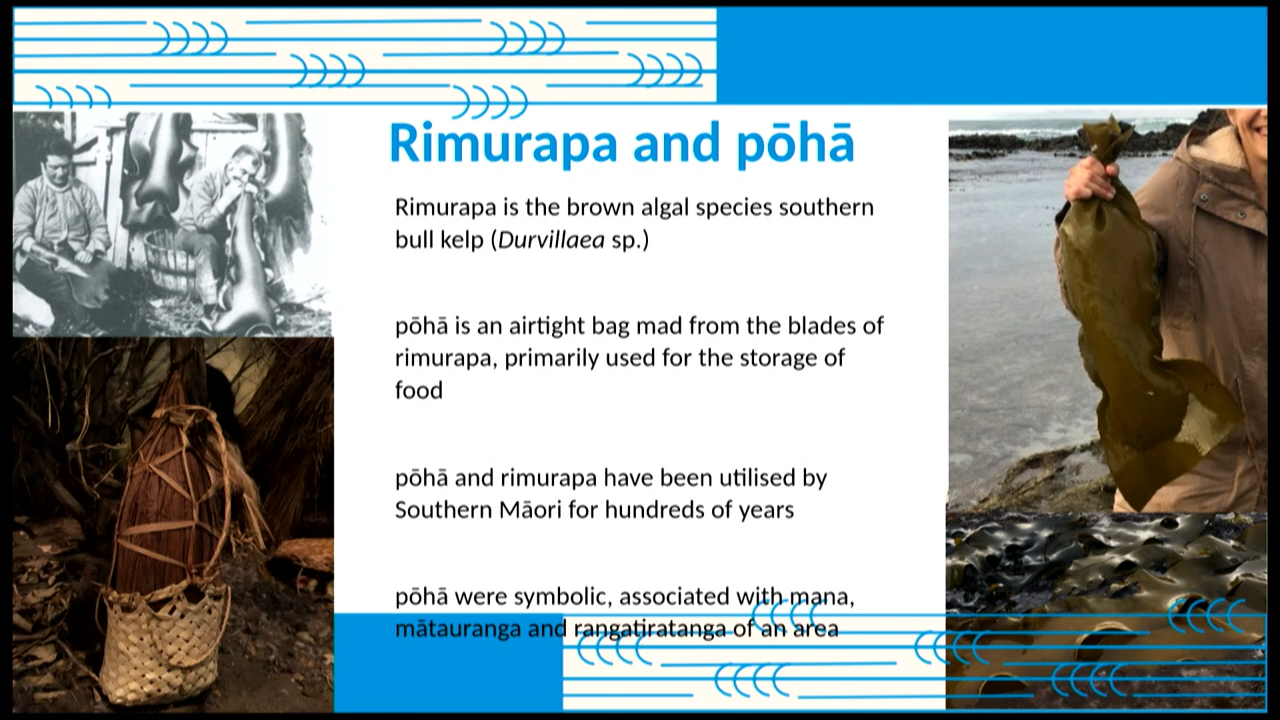 Rimurapa and pōhā
Rimurapa is the brown algal species southern
bull kelp (Durvillaea sp.)
pōhā is an airtight bag mad from the blades of
rimurapa, primarily used for the storage of
food
pōhā and rimurapa have been utilised by
Southern Māori for hundreds of years
pōhā were symbolic, associated with mana,
mātauranga and rangatiratanga of an area